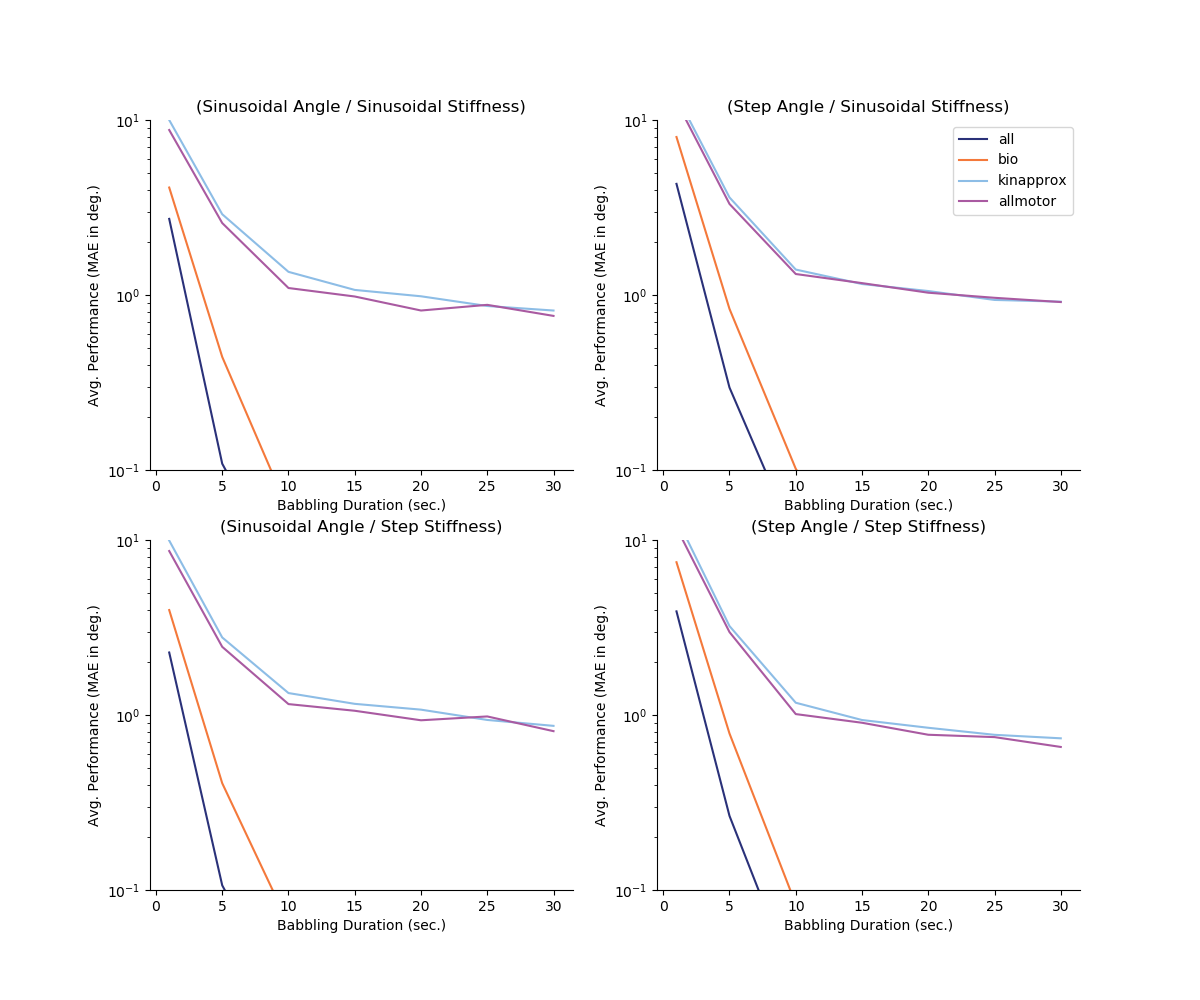 (Sinusoidal Angle / Sinusoidal Stiffness)
10¹
10⁰
10⁻¹
Avg. Performance (MAE in deg.)
0 5 10 15 20 25 30
Babbling Duration (sec.)
(Step Angle / Sinusoidal Stiffness)
10¹
10⁰
10⁻¹
Avg. Performance (MAE in deg.)
all
bio
kinapprox
allmotor
0 5 10 15 20 25 30
Babbling Duration (sec.)
(Sinusoidal Angle / Step Stiffness)
10¹
10⁰
10⁻¹
Avg. Performance (MAE in deg.)
0 5 10 15 20 25 30
Babbling Duration (sec.)
(Step Angle / Step Stiffness)
10¹
10⁰
10⁻¹
Avg. Performance (MAE in deg.)
0 5 10 15 20 25 30
Babbling Duration (sec.)